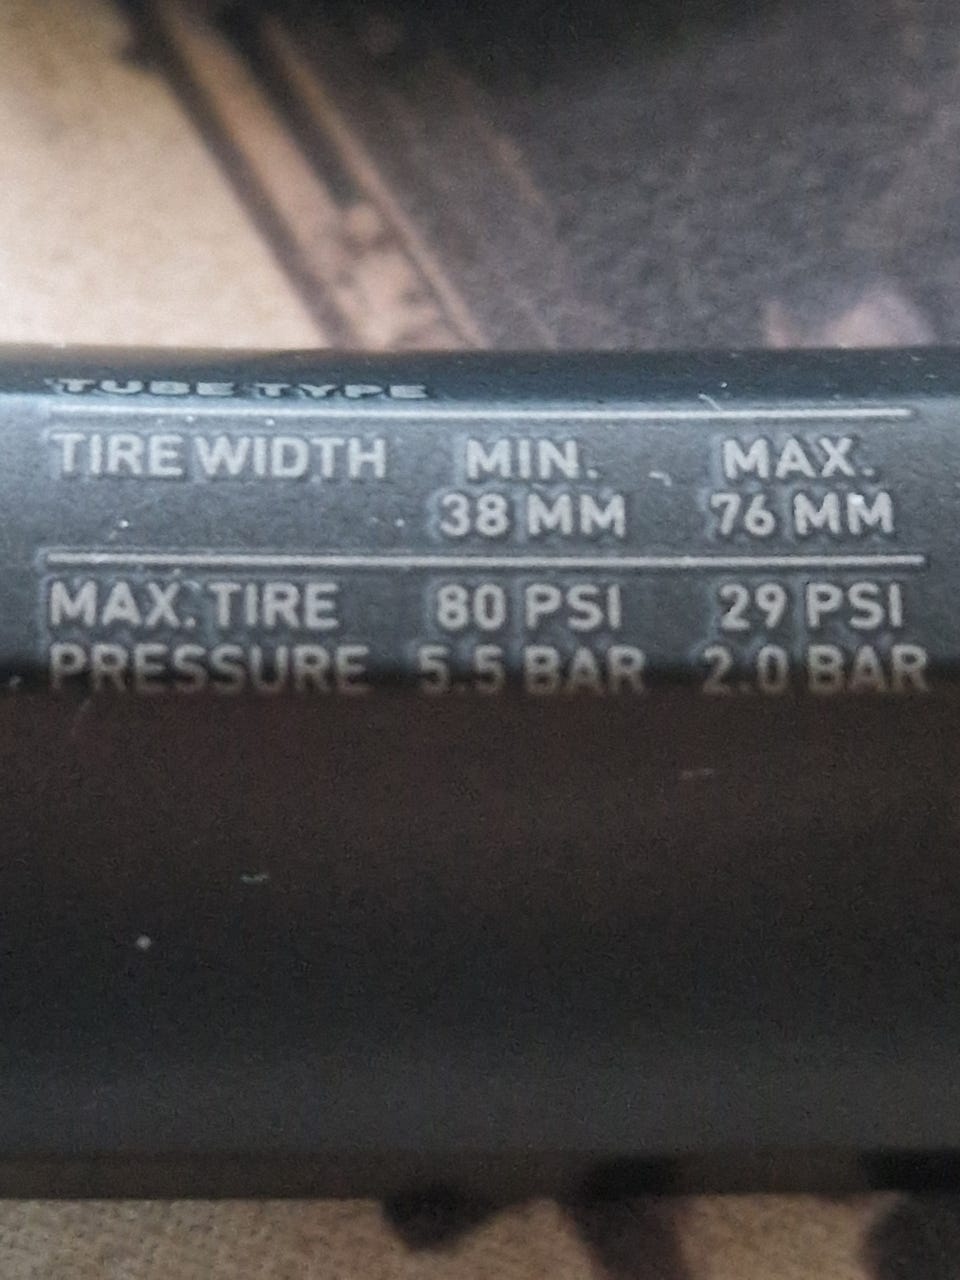 TUBE TYPE
TIRE WIDTH MIN. MAX.
38 MM 76 MM
MAX. TIRE 80 PSI 29 PSI
PRESSURE 5.5 BAR 2.0 BAR